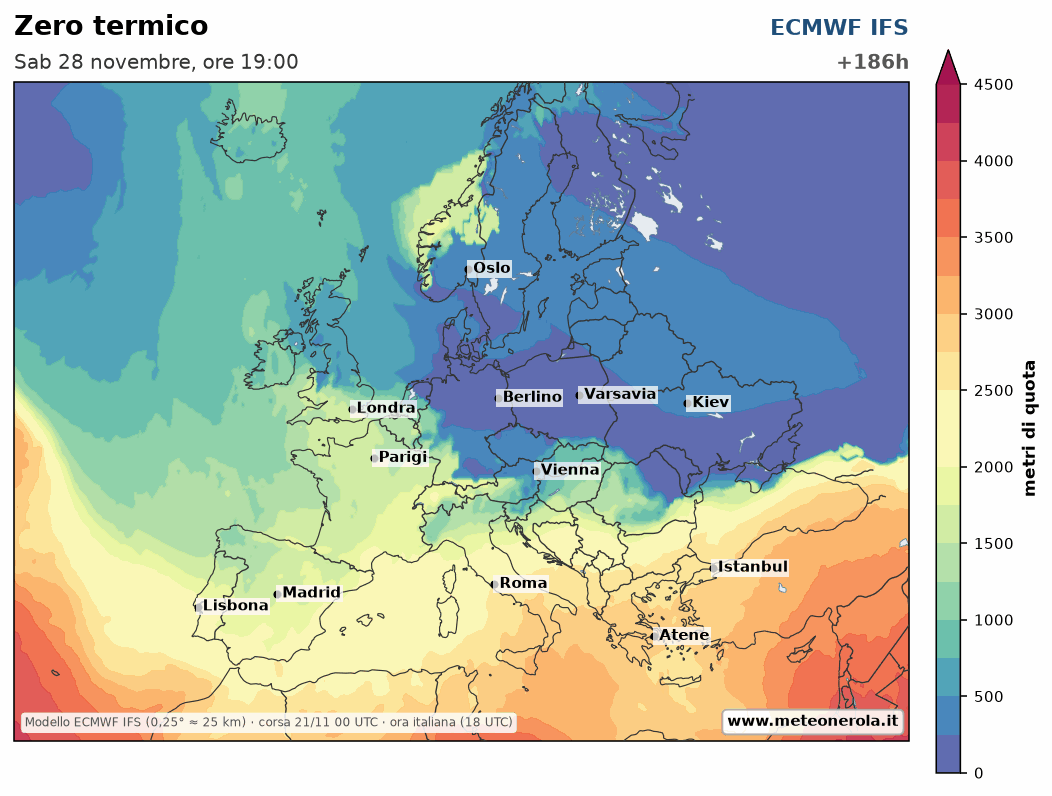 Zero termico
ECMWF IFS
Sab 28 novembre, ore 19:00
+186h
4500
4000
3500
3000
2500
2000
1500
1000
500
0
metri di quota
Oslo
Berlino
Varsavia
Kiev
Londra
Parigi
Vienna
Istanbul
Roma
Madrid
Lisbona
Atene
Modello ECMWF IFS (0,25° ≈ 25 km) · corsa 21/11 00 UTC · ora italiana (18 UTC)
www.meteonerola.it